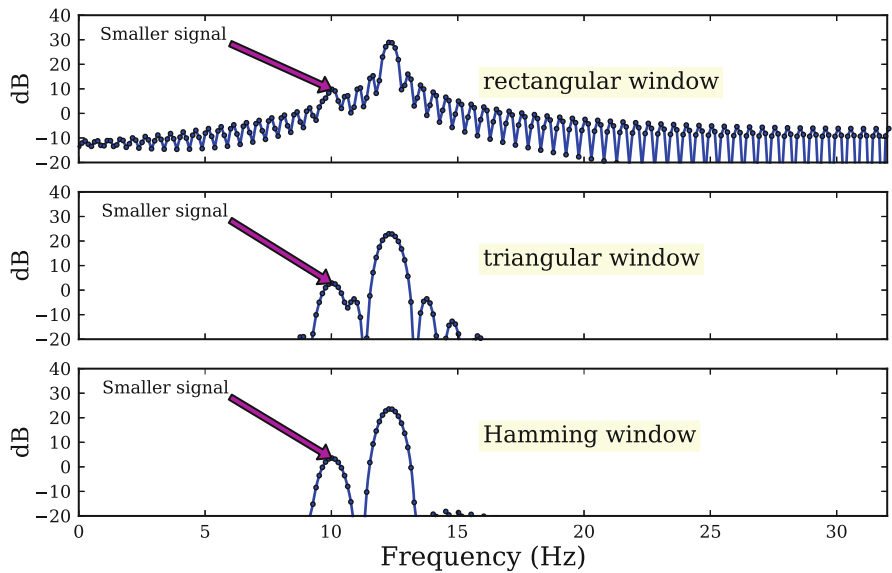 40
30
20
10
0
−10
−20
dB
Smaller signal
rectangular window
40
30
20
10
0
−10
−20
dB
Smaller signal
triangular window
40
30
20
10
0
−10
−20
dB
Smaller signal
Hamming window
0 5 10 15 20 25 30
Frequency (Hz)